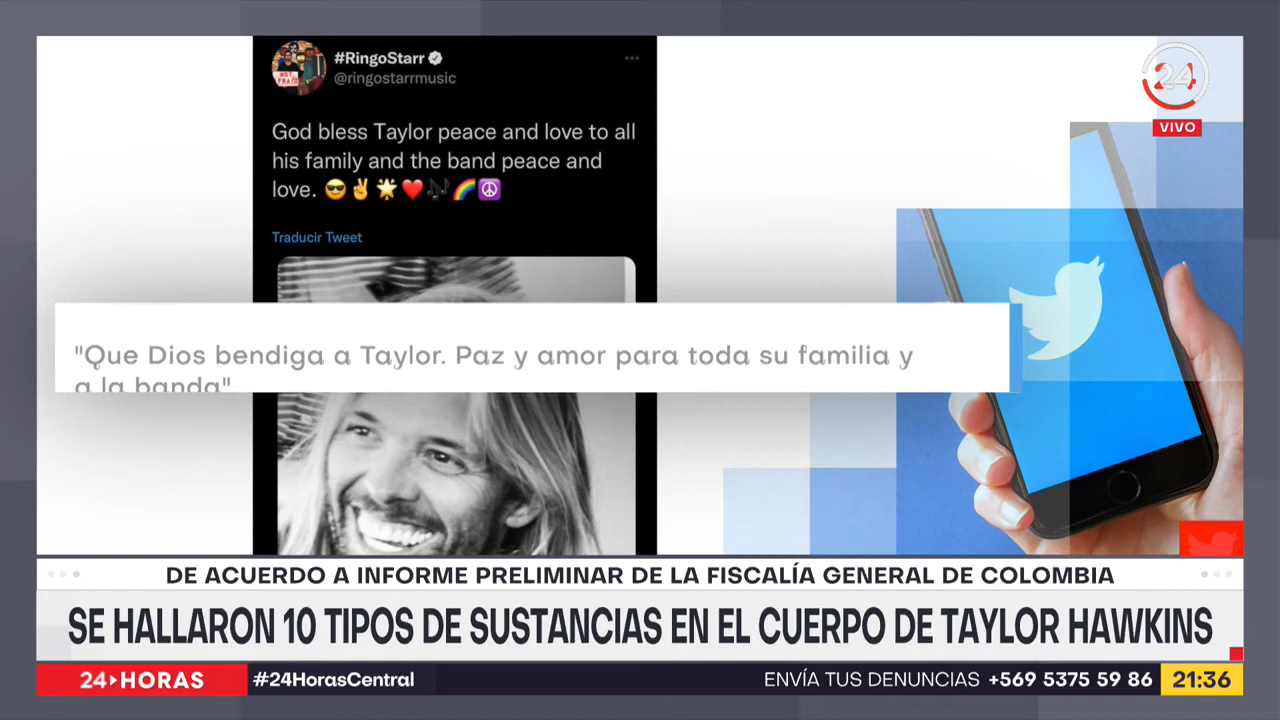 #RingoStarr
@ringostarrmusic
God bless Taylor peace and love to all
his family and the band peace and
love. 😎✌🌟❤🎶🌈☮
Traducir Tweet
24
VIVO
"Que Dios bendiga a Taylor. Paz y amor para toda su familia y
a la banda"
DE ACUERDO A INFORME PRELIMINAR DE LA FISCALÍA GENERAL DE COLOMBIA
SE HALLARON 10 TIPOS DE SUSTANCIAS EN EL CUERPO DE TAYLOR HAWKINS
24 HORAS
#24HorasCentral
ENVÍA TUS DENUNCIAS +569 5375 59 86
21:36